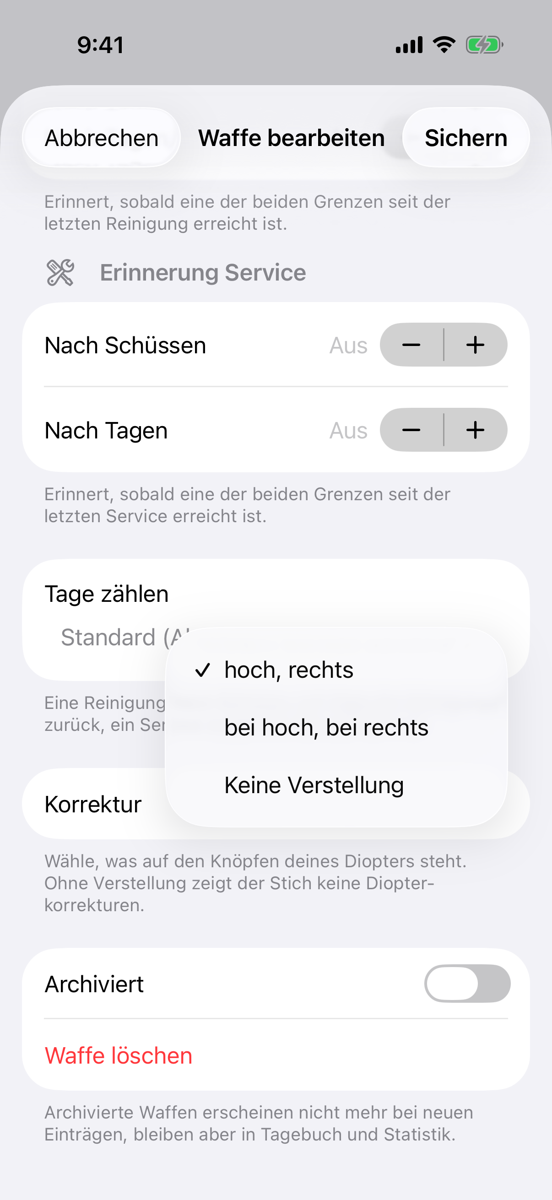 9:41
Abbrechen
Waffe bearbeiten
Sichern
Erinnert, sobald eine der beiden Grenzen seit der
letzten Reinigung erreicht ist.
Erinnerung Service
Nach Schüssen Aus − +
Nach Tagen Aus − +
Erinnert, sobald eine der beiden Grenzen seit der
letzten Service erreicht ist.
Tage zählen
Standard
Eine Reinigung
zurück, ein
✓ hoch, rechts
bei hoch, bei rechts
Keine Verstellung
Korrektur
Wähle, was auf den Knöpfen deines Diopters steht.
Ohne Verstellung zeigt der Stich keine Diopter-
korrekturen.
Archiviert
Waffe löschen
Archivierte Waffen erscheinen nicht mehr bei neuen
Einträgen, bleiben aber in Tagebuch und Statistik.